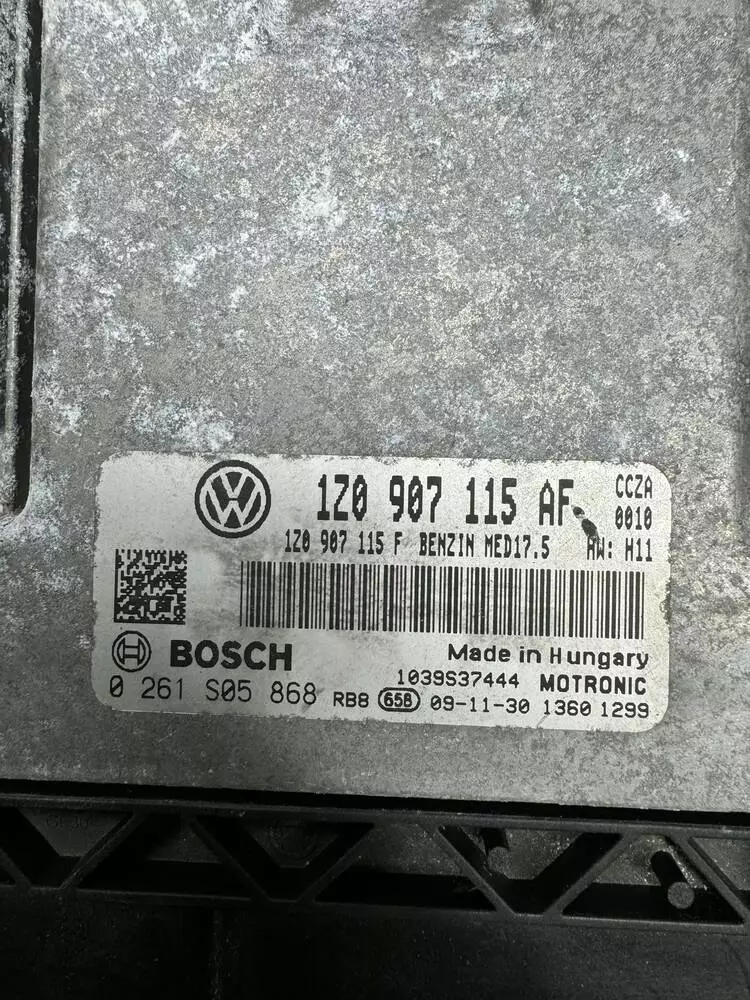 1Z0 907 115 AF CCZA
0010
1Z0 907 115 F BENZIN MED17.5 HW: H11
BOSCH Made in Hungary
1039S37444 MOTRONIC
0 261 S05 868 RB8 65B 09-11-30 1360 1299